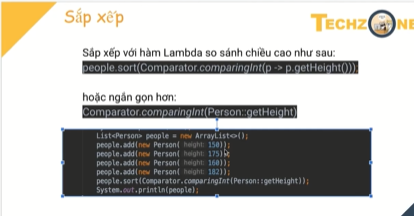 Sắp xếp
TECHZONE
Sắp xếp với hàm Lambda so sánh chiều cao như sau:
people.sort(Comparator.comparingInt(p -> p.getHeight()));
hoặc ngắn gọn hơn:
Comparator.comparingInt(Person::getHeight)
List<Person> people = new ArrayList<>();
people.add(new Person( height: 150));
people.add(new Person( height: 175));
people.add(new Person( height: 160));
people.add(new Person( height: 182));
people.sort(Comparator.comparingInt(Person::getHeight));
System.out.println(people);